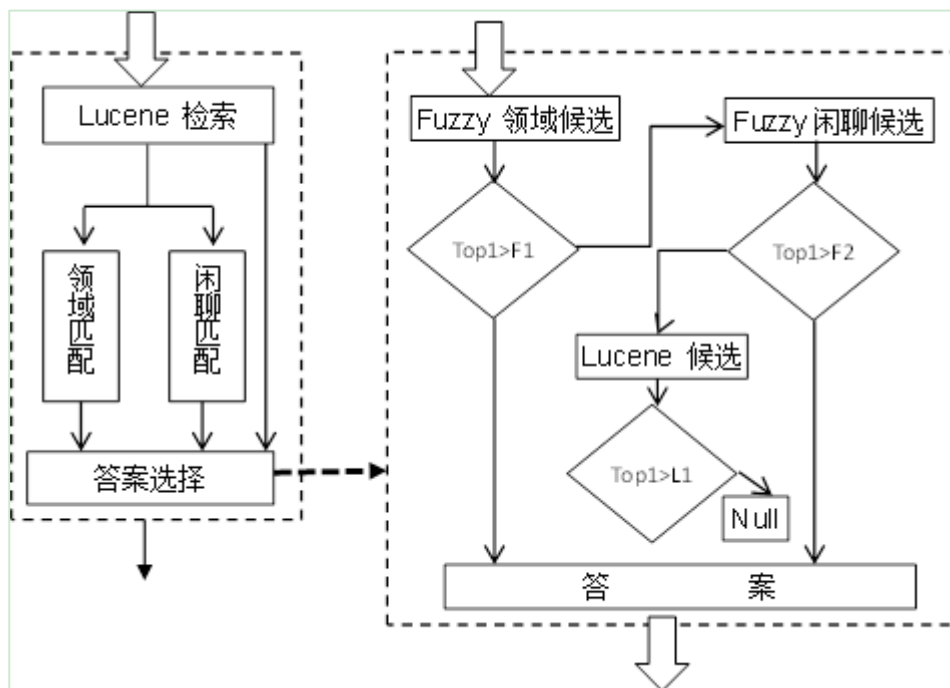 Lucene 检索
领域匹配
闲聊匹配
答案选择
Fuzzy 领域候选
Fuzzy 闲聊候选
Top1>F1
Top1>F2
Lucene 候选
Top1>L1
Null
答 案